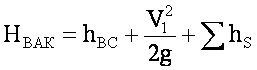 H_ВАК = h_ВС + V_1^2/2g + ∑h_S